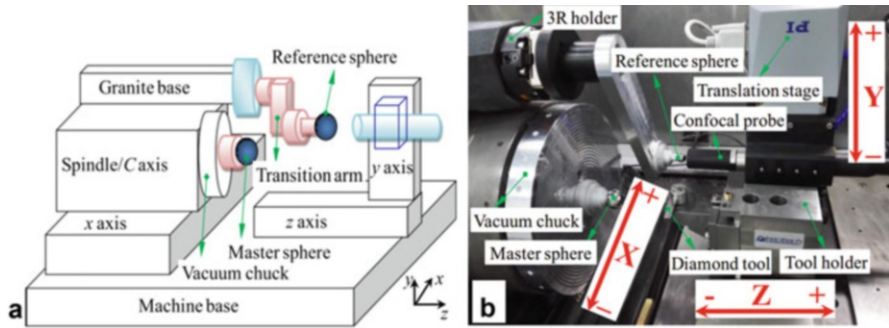 Reference sphere
Granite base
Spindle/C axis
Transition arm
y axis
x axis
z axis
Master sphere
Vacuum chuck
Machine base
y
x
z
a
3R holder
Reference sphere
PI
+
Y
-
Translation stage
Confocal probe
Vacuum chuck
Master sphere
+
X
-
Diamond tool
Tool holder
- Z +
b